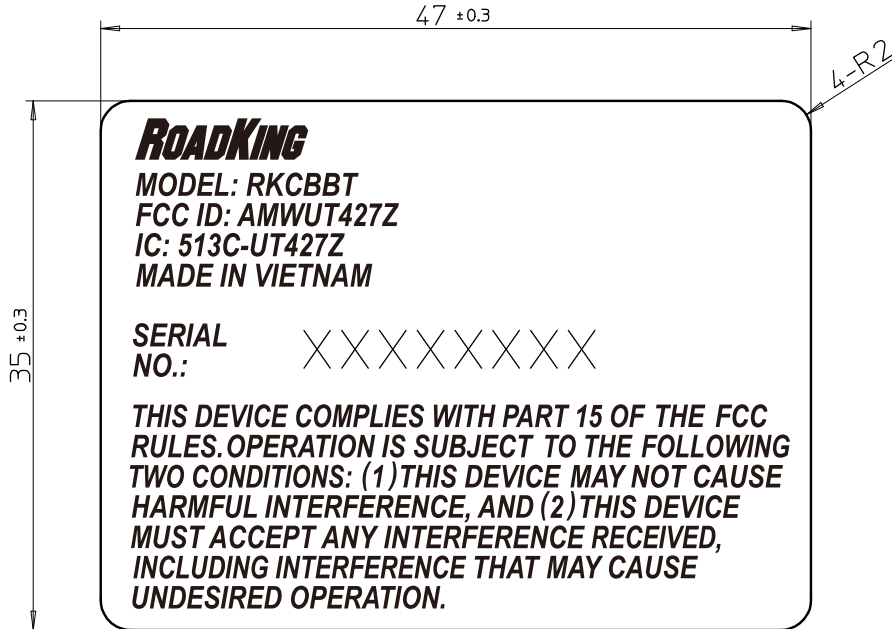 47 ±0.3
4-R2
35 ±0.3
ROADKING
MODEL: RKCBBT
FCC ID: AMWUT427Z
IC: 513C-UT427Z
MADE IN VIETNAM
SERIAL
NO.: XXXXXXXX
THIS DEVICE COMPLIES WITH PART 15 OF THE FCC
RULES.OPERATION IS SUBJECT TO THE FOLLOWING
TWO CONDITIONS: (1)THIS DEVICE MAY NOT CAUSE
HARMFUL INTERFERENCE, AND (2)THIS DEVICE
MUST ACCEPT ANY INTERFERENCE RECEIVED,
INCLUDING INTERFERENCE THAT MAY CAUSE
UNDESIRED OPERATION.